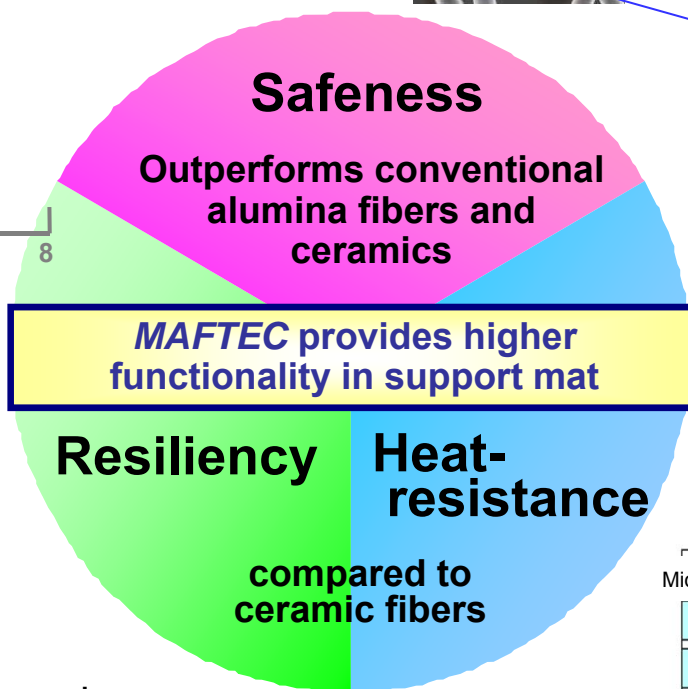 Safeness
Outperforms conventional
alumina fibers and
ceramics
8
MAFTEC provides higher
functionality in support mat
Resiliency
Heat-
resistance
compared to
ceramic fibers